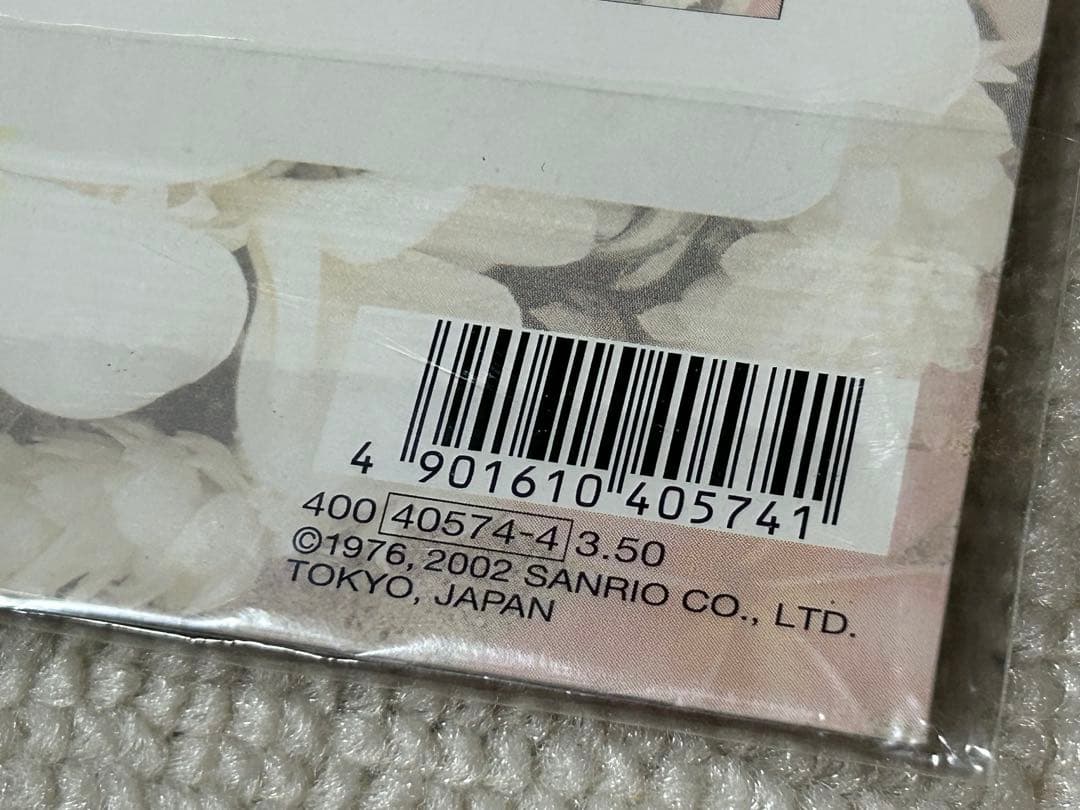 4 901610 405741
400 40574-4 3.50
©1976, 2002 SANRIO CO., LTD.
TOKYO, JAPAN